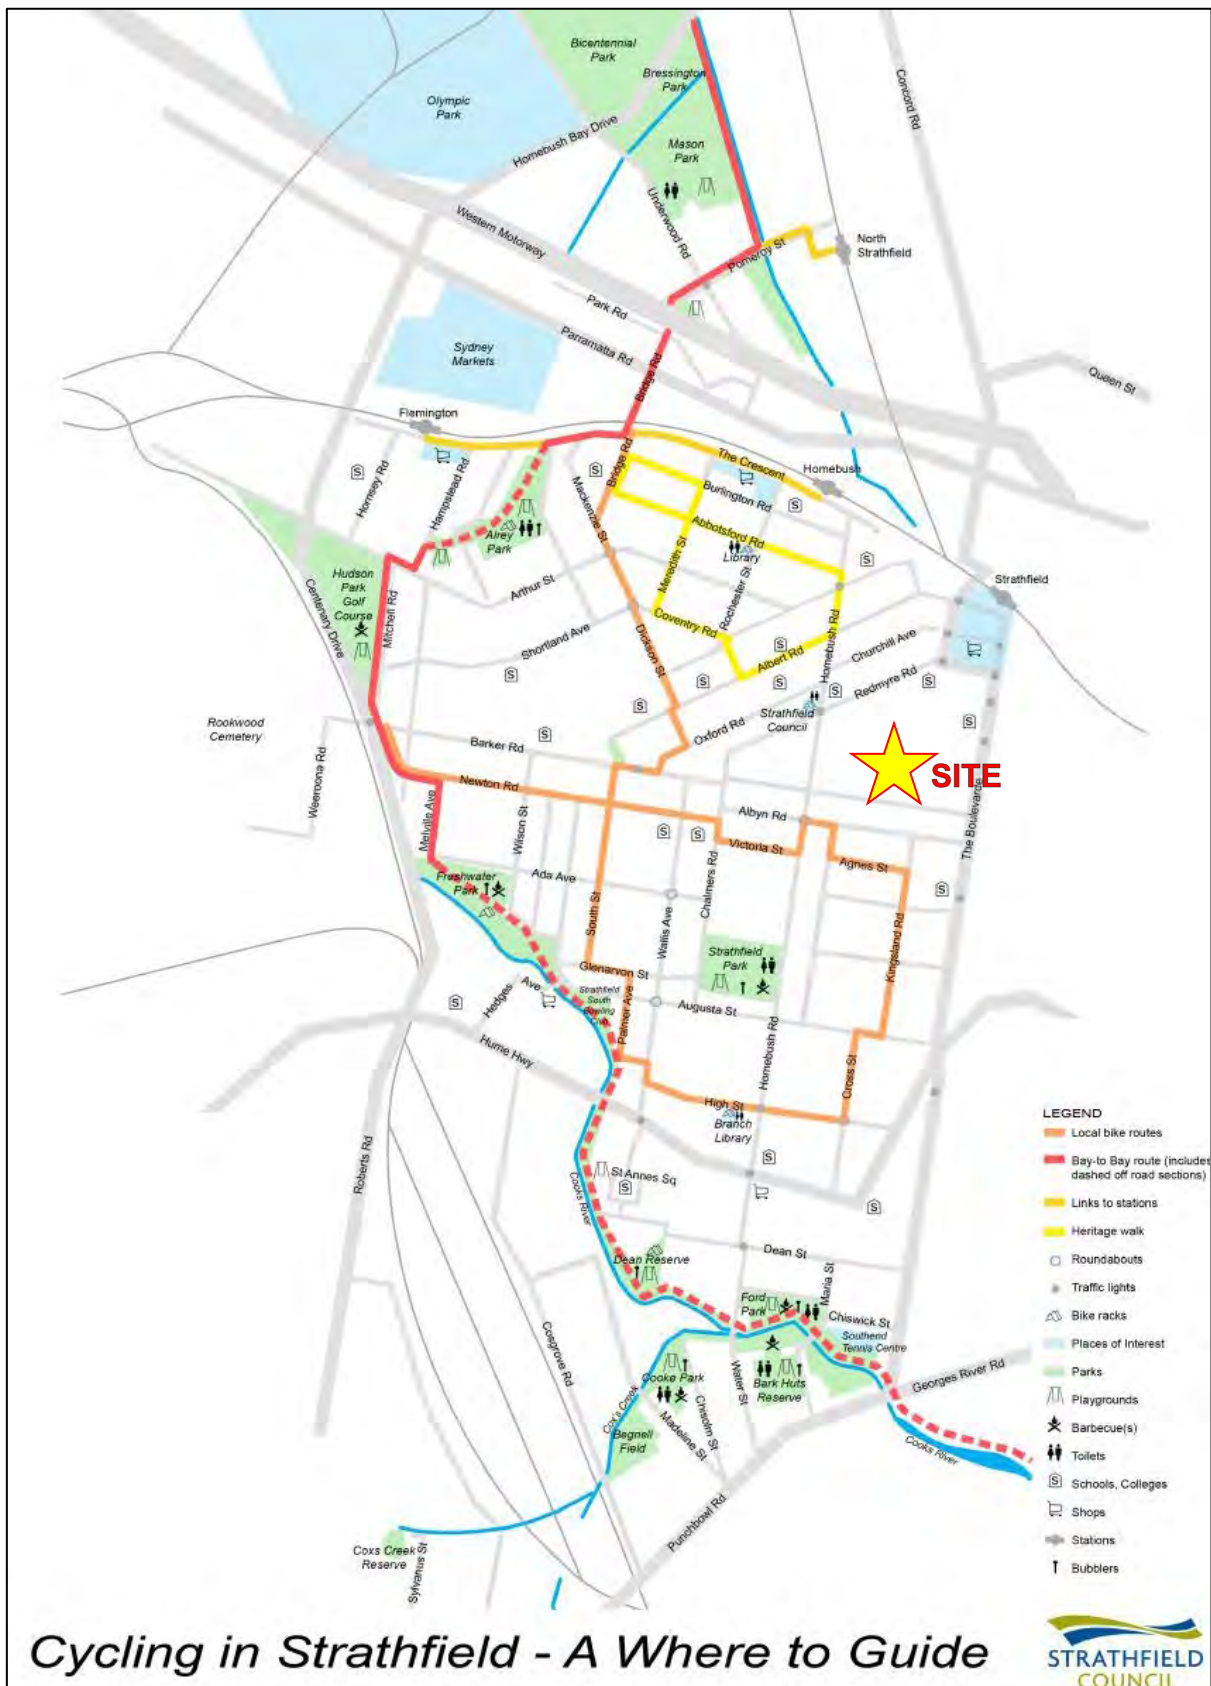 Bicentennial
Park
Bressington
Park
Concord Rd
Olympic
Park
Homebush Bay Drive
Mason
Park
Underwood Rd
Western Motorway
North
Strathfield
Pomeroy St
Park Rd
Parramatta Rd
Sydney
Markets
Bridge Rd
Queen St
Flemington
The Crescent
Homebush
Bridge Rd
Hornsey Rd
Hampstead Rd
Mackenzie St
Burlington Rd
Abbotsford Rd
Airey
Park
Library
Meredith St
Rochester St
Strathfield
Hudson
Park
Golf
Course
Centenary Drive
Mitchell Rd
Arthur St
Shortland Ave
Dickson St
Coventry Rd
Albert Rd
Homebush Rd
Churchill Ave
Redmyre Rd
Strathfield
Council
Oxford Rd
Rookwood
Cemetery
Weeroona Rd
Barker Rd
Newton Rd
SITE
Melville Ave
Wilson St
Albyn Rd
Victoria St
Agnes St
The Boulevarde
Freshwater
Park
Ada Ave
South St
Wallis Ave
Chalmers Rd
Kingsland Rd
Strathfield
Park
Glenarvon St
Hedges
Ave
Strathfield
South
Bowling
Club
Palmer Ave
Augusta St
Homebush Rd
Hume Hwy
Cross St
High St
Branch
Library
Roberts Rd
Cooks River
St Annes Sq
Dean St
Dean Reserve
Maria St
Ford
Park
Chiswick St
Southend
Tennis Centre
Cosgrove Rd
Cooke Park
Water St
Bark Huts
Reserve
Georges River Rd
Cox's Creek
Chisolm St
Madeline St
Begnell
Field
Cooks River
Punchbowl Rd
Coxs Creek
Reserve
Sylvanus St
LEGEND
Local bike routes
Bay-to Bay route (includes
dashed off road sections)
Links to stations
Heritage walk
Roundabouts
Traffic lights
Bike racks
Places of Interest
Parks
Playgrounds
Barbecue(s)
Toilets
Schools, Colleges
Shops
Stations
Bubblers
Cycling in Strathfield - A Where to Guide
STRATHFIELD
COUNCIL